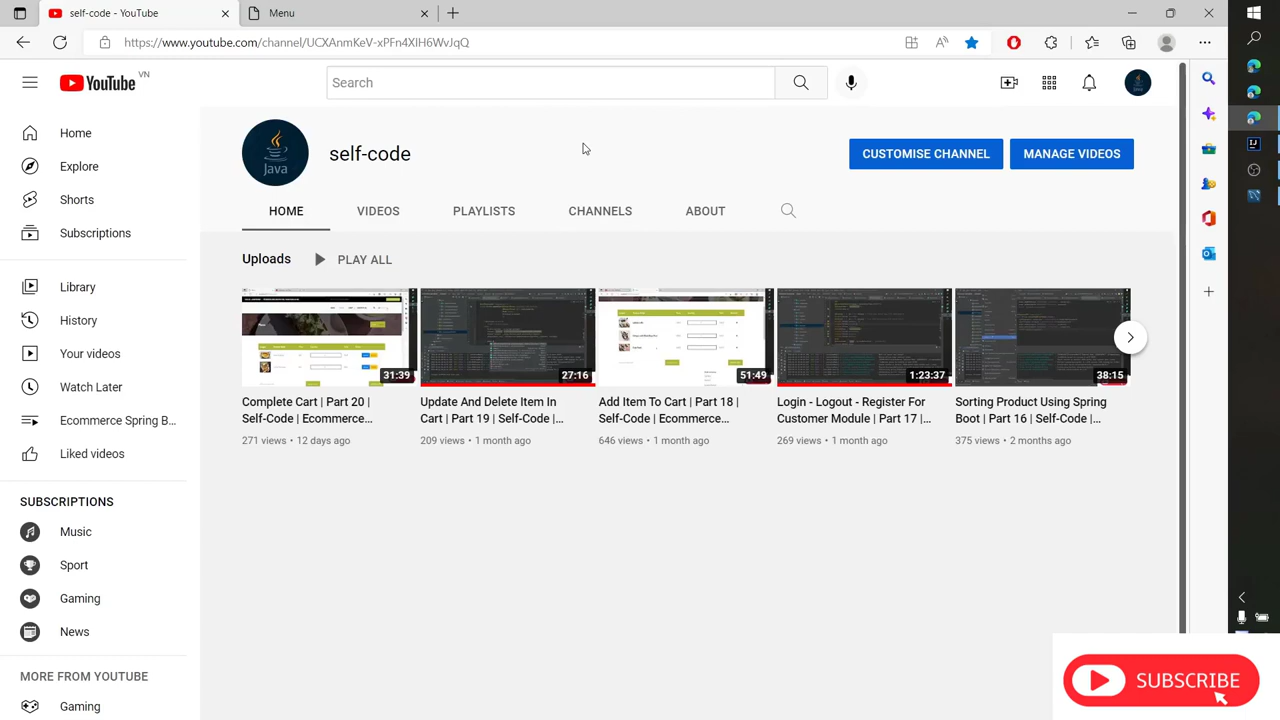 self-code - YouTube
Menu
https://www.youtube.com/channel/UCXAnmKeV-xPFn4XIH6WvJqQ
YouTube VN
Search
Java
Home
Explore
Shorts
Subscriptions
Library
History
Your videos
Watch Later
Ecommerce Spring B...
Liked videos
SUBSCRIPTIONS
Music
Sport
Gaming
News
MORE FROM YOUTUBE
Gaming
Java
self-code
CUSTOMISE CHANNEL
MANAGE VIDEOS
HOME
VIDEOS
PLAYLISTS
CHANNELS
ABOUT
Uploads
PLAY ALL
31:39
Complete Cart | Part 20 |
Self-Code | Ecommerce...
271 views • 12 days ago
27:16
Update And Delete Item In
Cart | Part 19 | Self-Code |...
209 views • 1 month ago
51:49
Add Item To Cart | Part 18 |
Self-Code | Ecommerce...
646 views • 1 month ago
1:23:37
Login - Logout - Register For
Customer Module | Part 17 |...
269 views • 1 month ago
38:15
Sorting Product Using Spring
Boot | Part 16 | Self-Code |...
375 views • 2 months ago
SUBSCRIBE